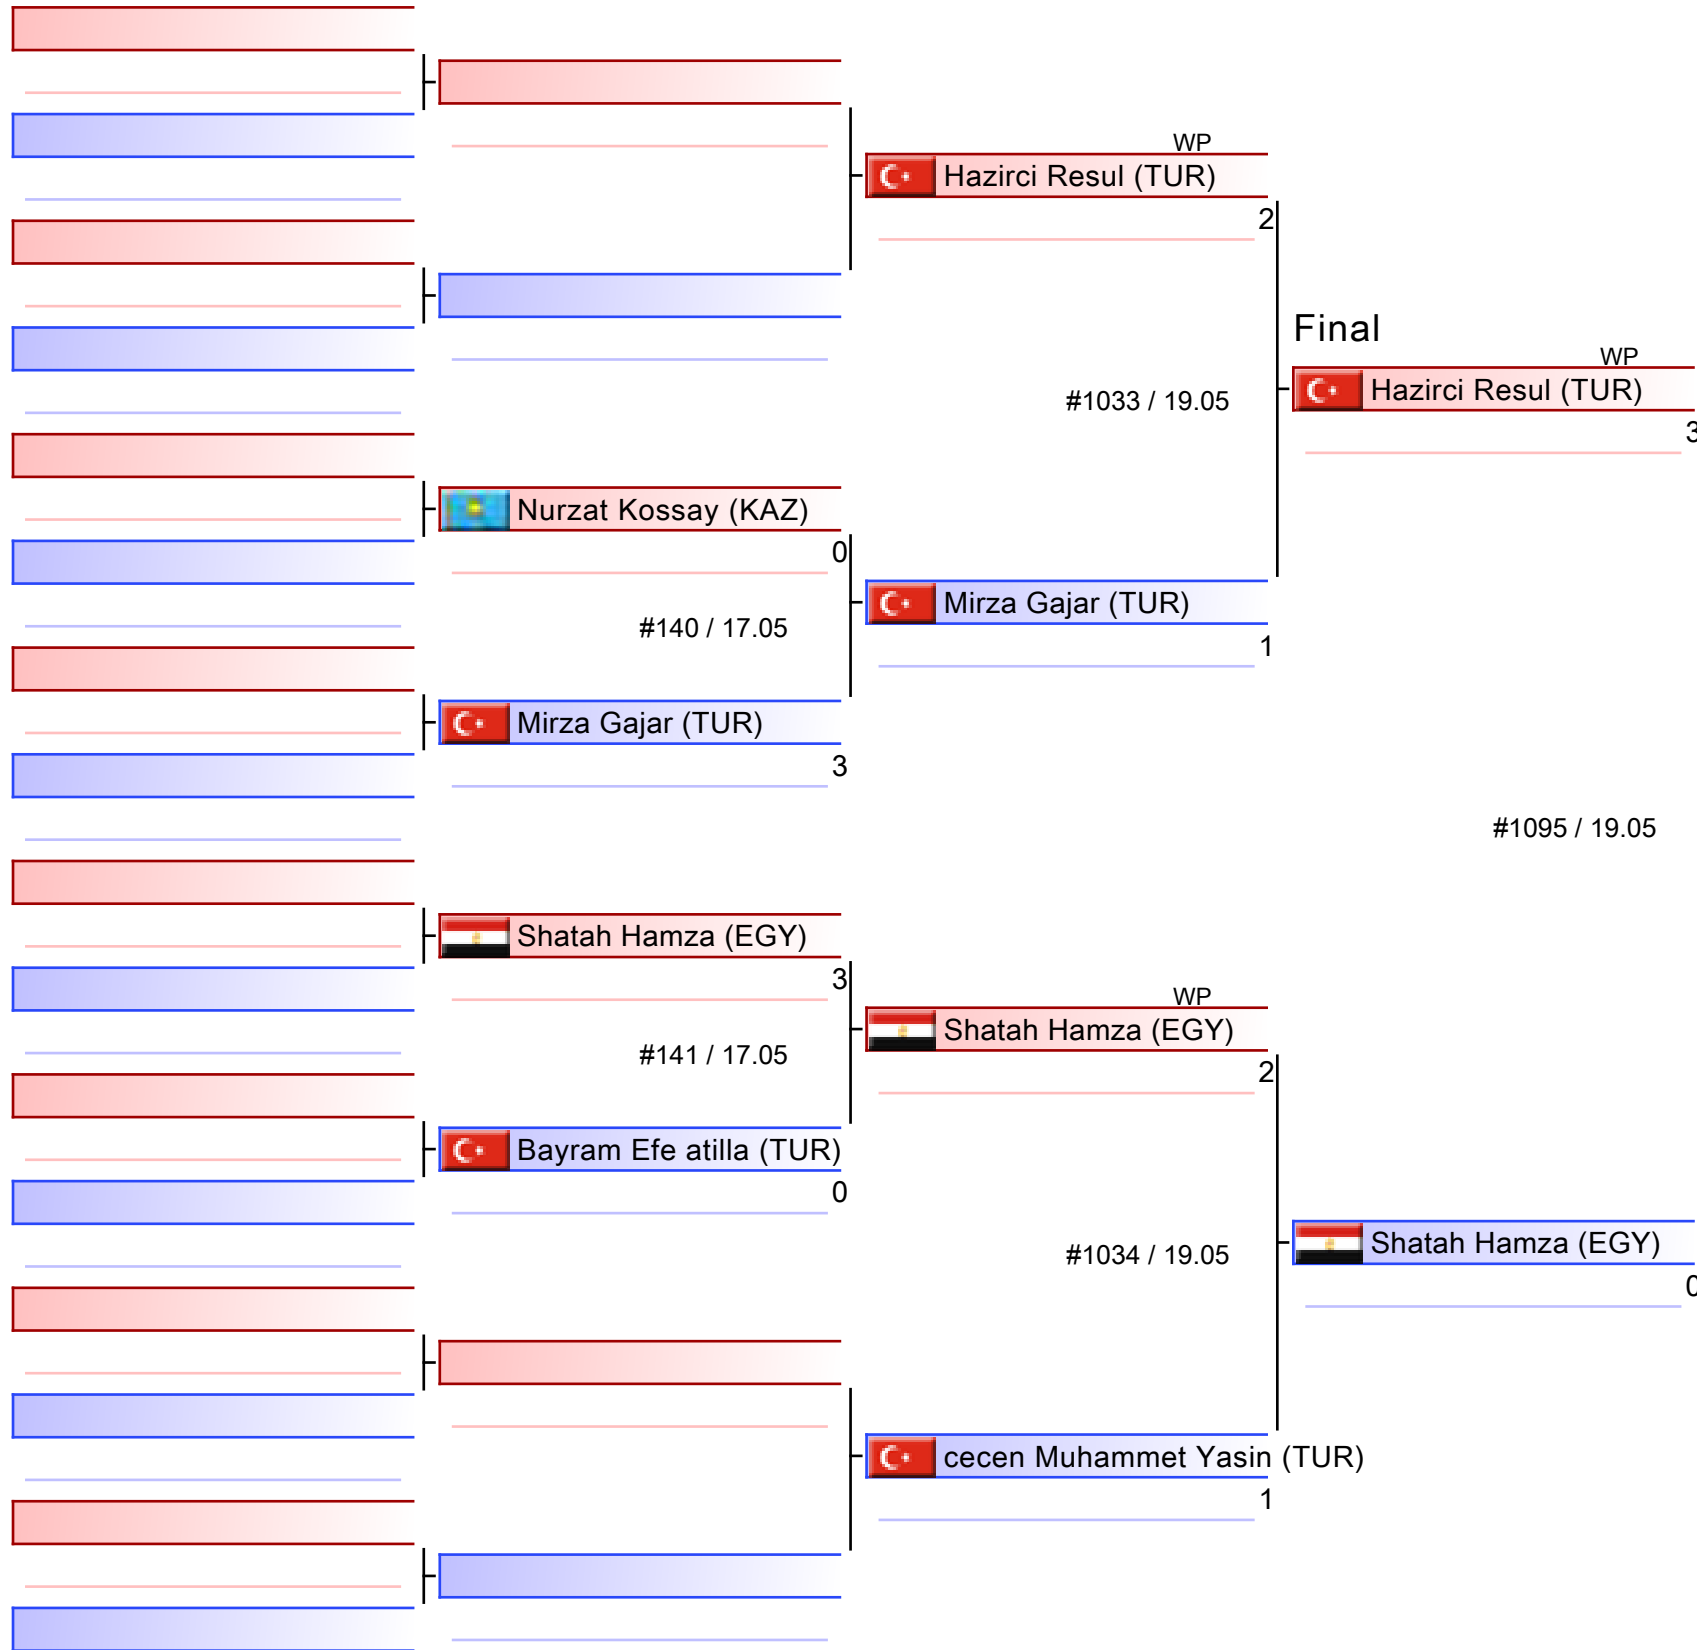 WP
Hazirci Resul (TUR)
2
Final
WP
#1033 / 19.05
Hazirci Resul (TUR)
3
Nurzat Kossay (KAZ)
0
#140 / 17.05
Mirza Gajar (TUR)
1
Mirza Gajar (TUR)
3
#1095 / 19.05
Shatah Hamza (EGY)
3
WP
#141 / 17.05
Shatah Hamza (EGY)
2
Bayram Efe atilla (TUR)
0
#1034 / 19.05
Shatah Hamza (EGY)
0
cecen Muhammet Yasin (TUR)
1